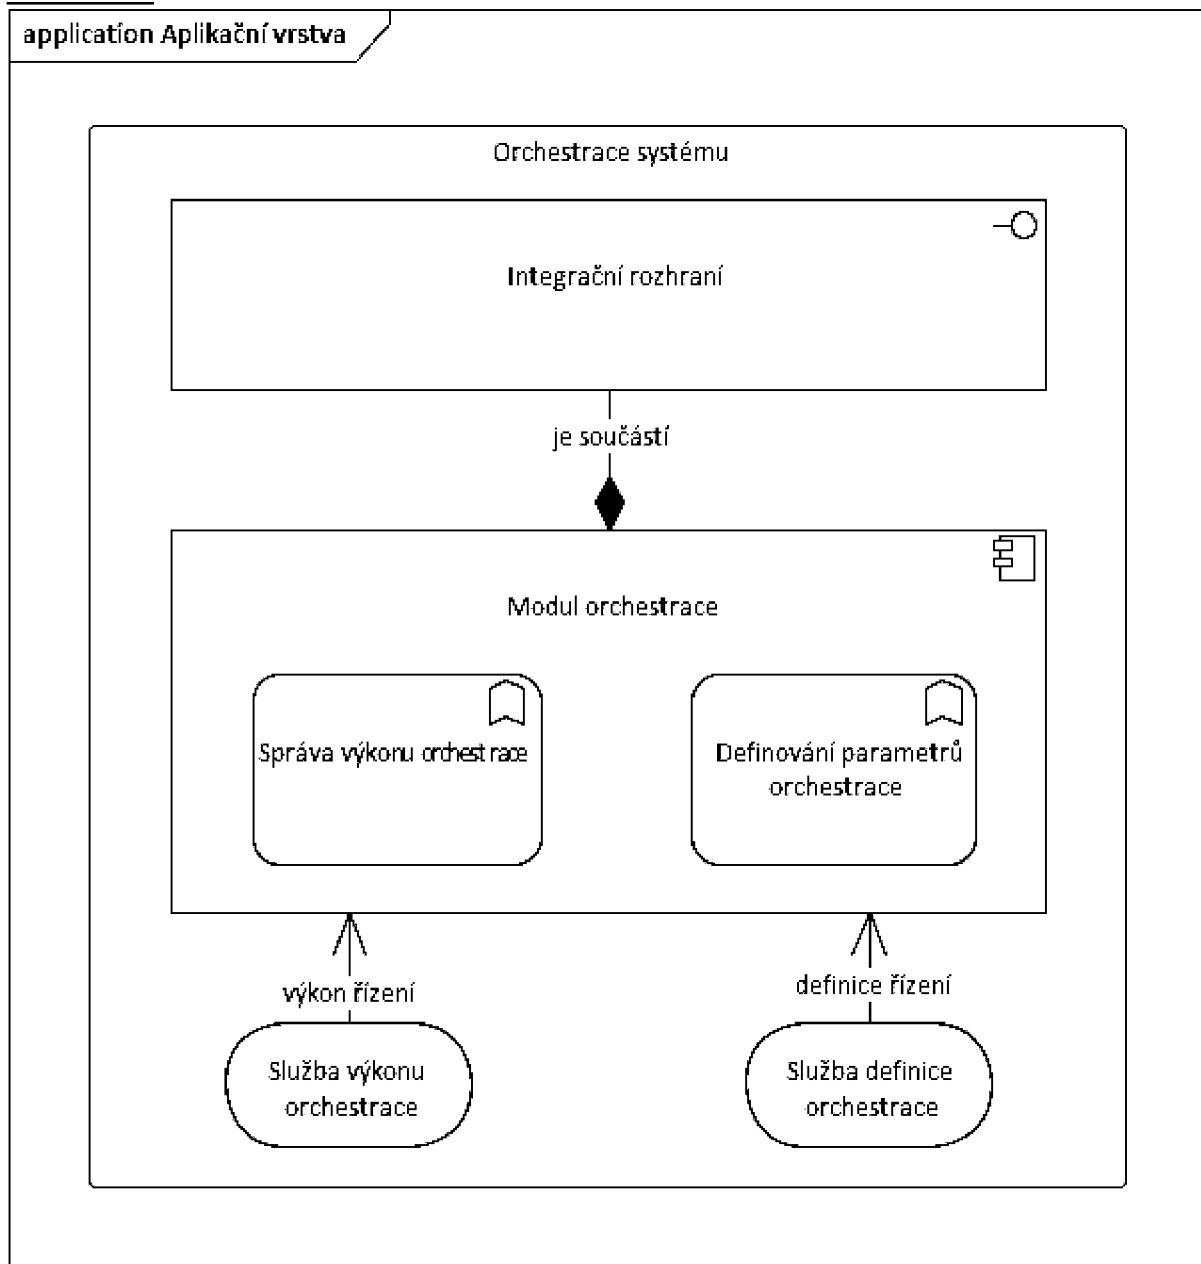 application Aplikační vrstva
Orchestrace systému
Integrační rozhraní
je součástí
Modul orchestrace
Správa výkonu orchestrace
Definování parametrů
orchestrace
výkon řízení
definice řízení
Služba výkonu
orchestrace
Služba definice
orchestrace